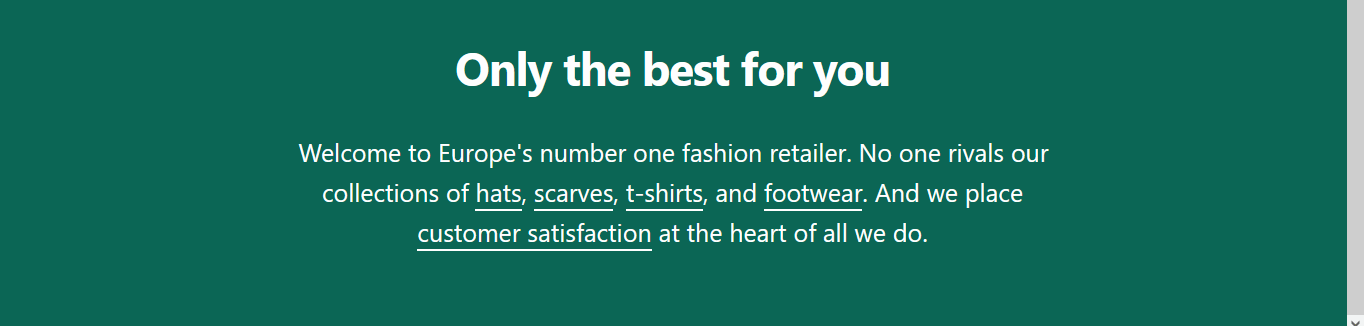 Only the best for you
Welcome to Europe's number one fashion retailer. No one rivals our
collections of hats, scarves, t-shirts, and footwear. And we place
customer satisfaction at the heart of all we do.